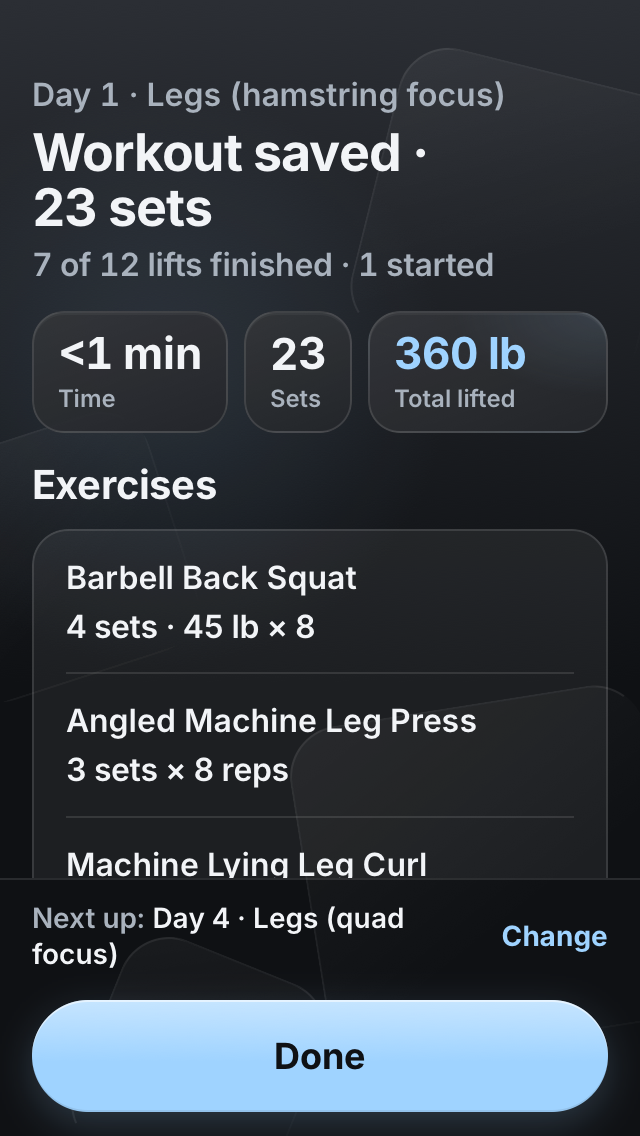 Day 1 · Legs (hamstring focus)
Workout saved ·
23 sets
7 of 12 lifts finished · 1 started
<1 min
Time
23
Sets
360 lb
Total lifted
Exercises
Barbell Back Squat
4 sets · 45 lb × 8
Angled Machine Leg Press
3 sets × 8 reps
Machine Lying Leg Curl
Next up: Day 4 · Legs (quad
focus)
Change
Done